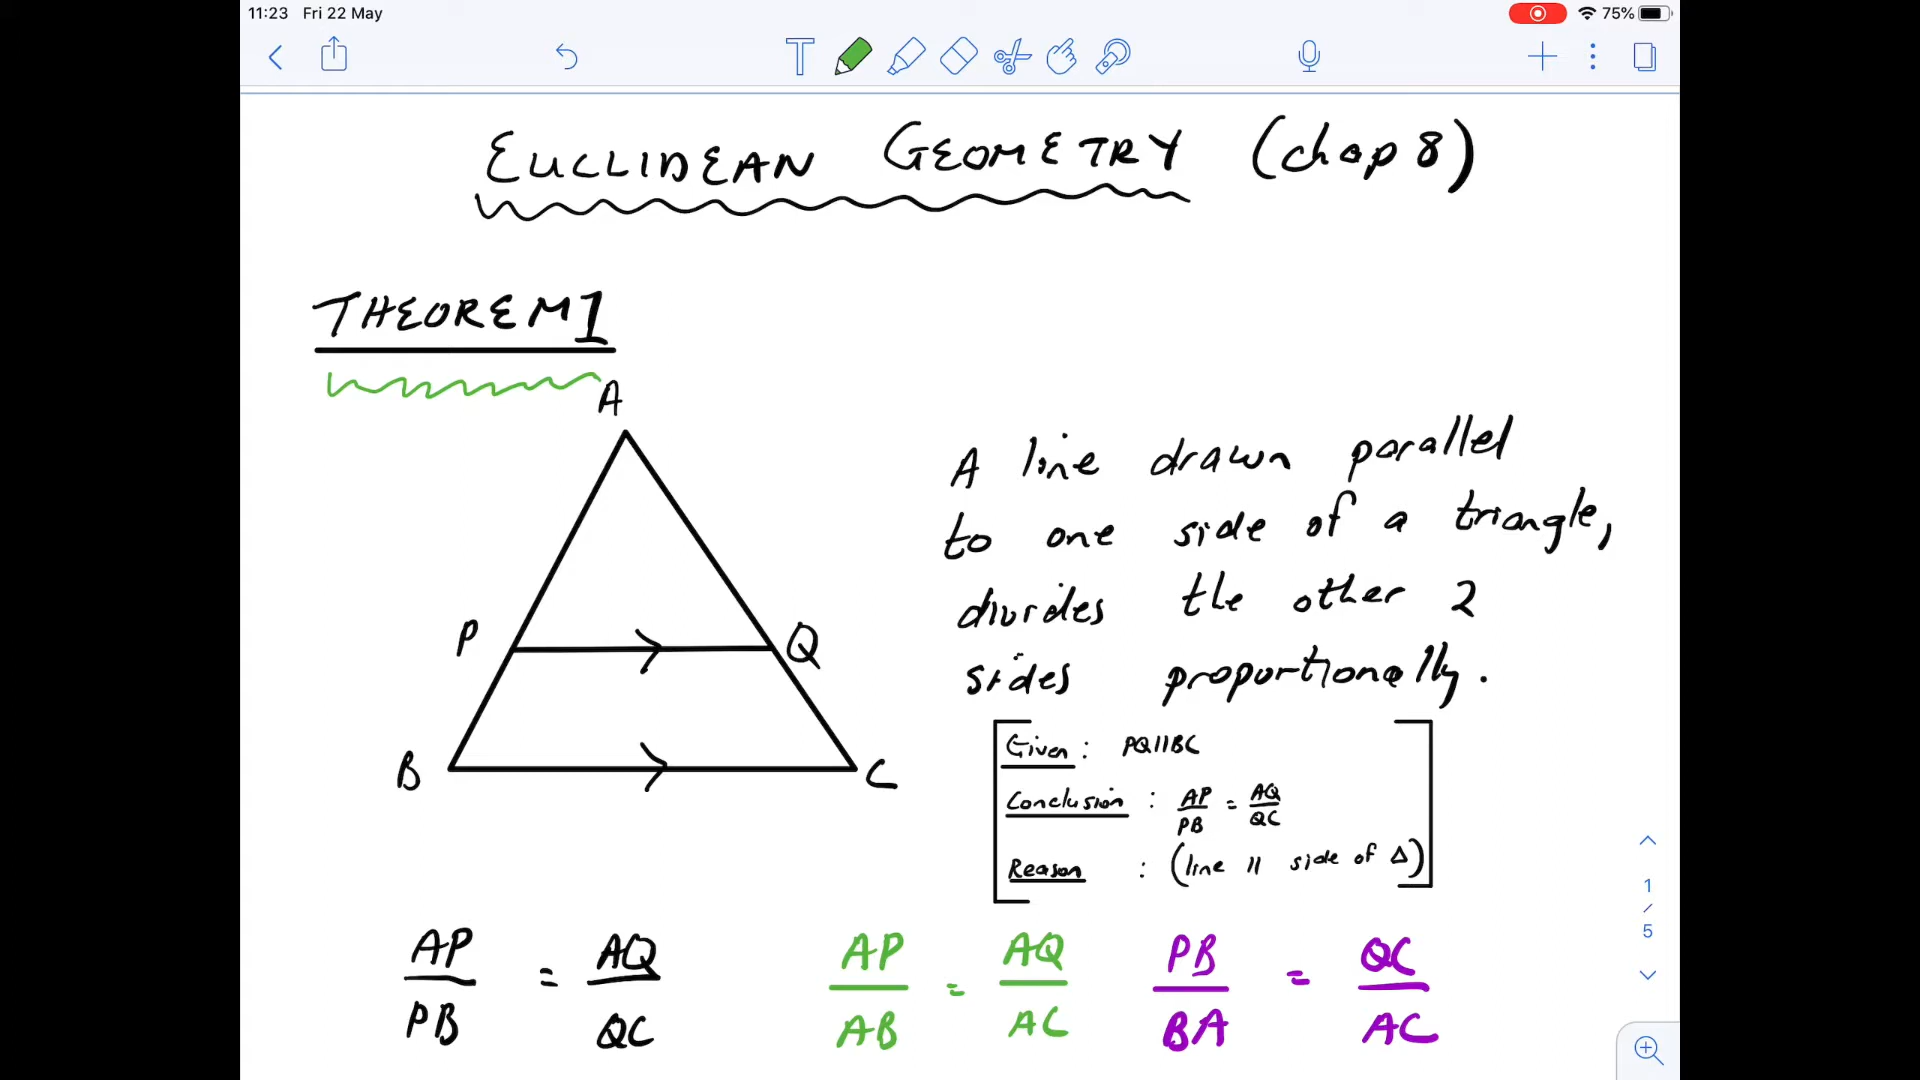 11:23 Fri 22 May
75%
T
EUCLIDEAN GEOMETRY (chap 8)
THEOREM 1
A
P
Q
B
C
A line drawn parallel
to one side of a triangle,
divides the other 2
sides proportionally.
Given : PQ||BC
Conclusion : AP/PB = AQ/QC
Reason : (line || side of Δ)
AP/PB = AQ/QC
AP/AB = AQ/AC
PB/BA = QC/AC
1
/
5